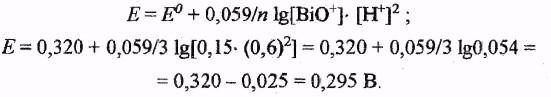 E = E⁰ + 0,059/n lg[BiO⁺]· [H⁺]² ;
E = 0,320 + 0,059/3 lg[0,15· (0,6)²] = 0,320 + 0,059/3 lg0,054 =
= 0,320 – 0,025 = 0,295 В.